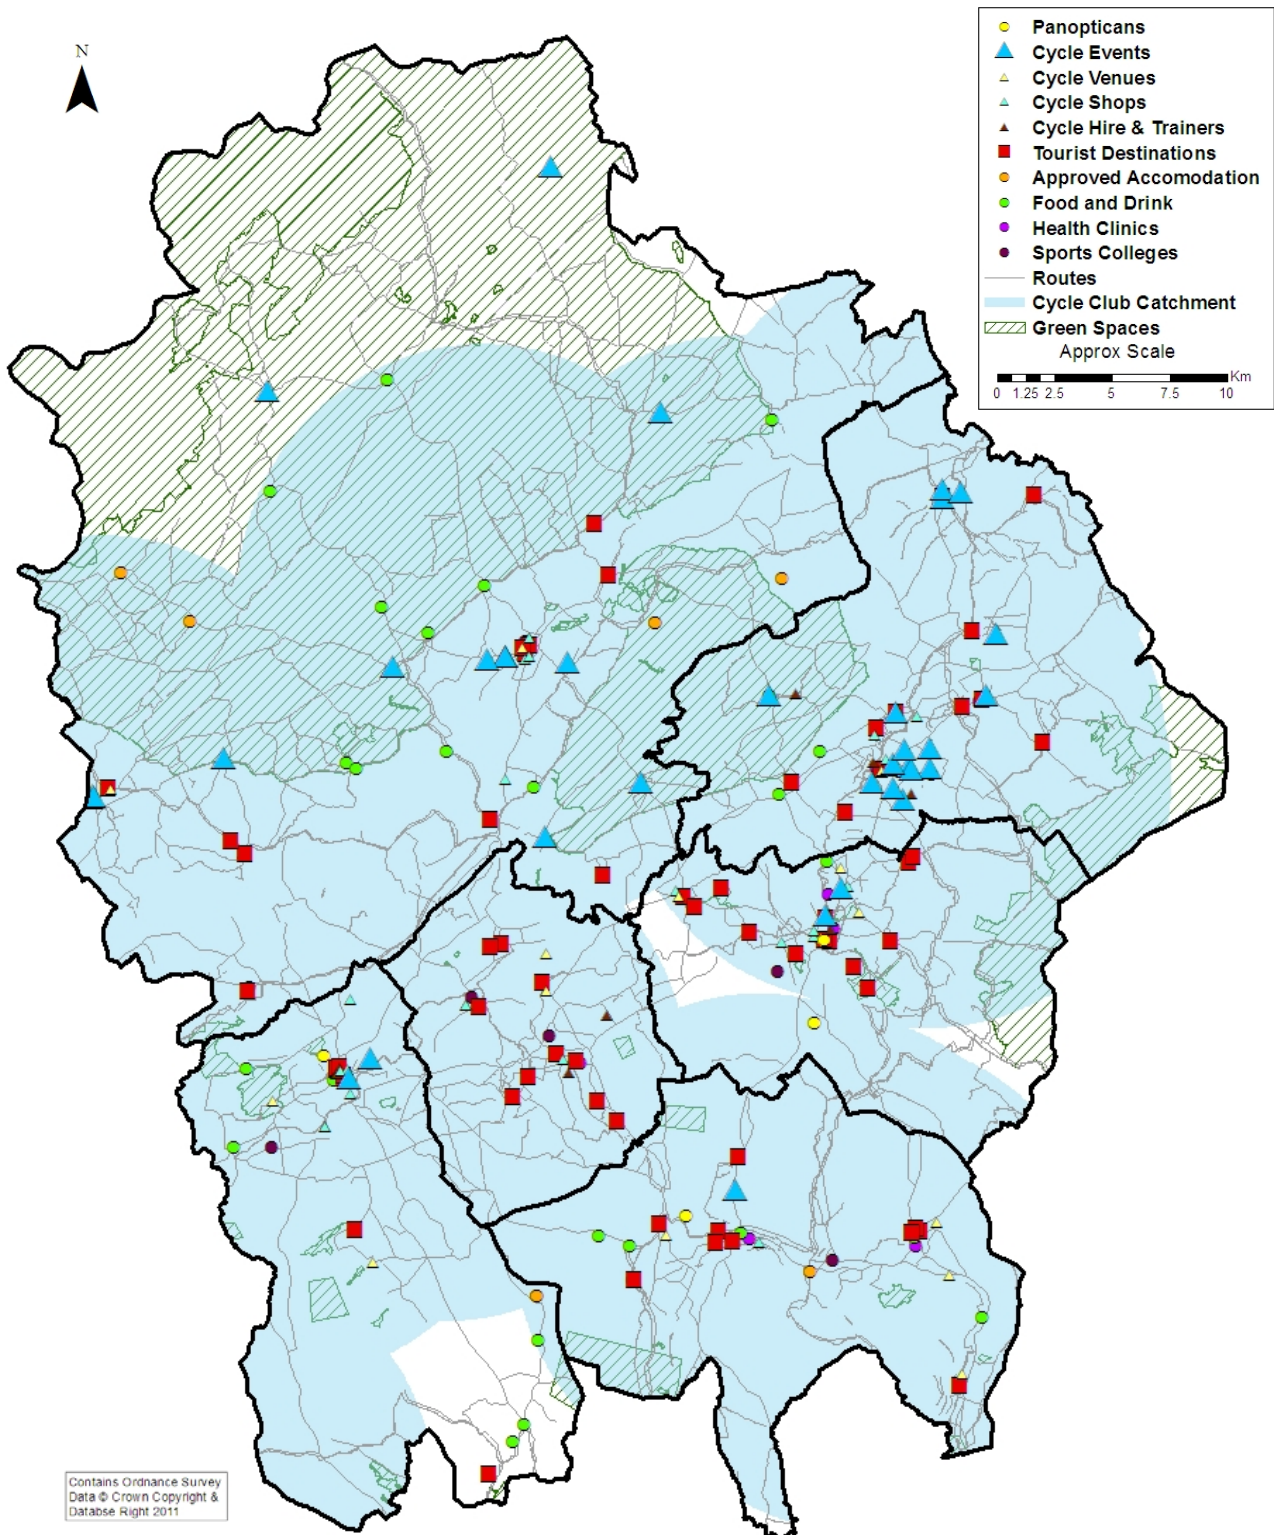 N
Panopticans
Cycle Events
Cycle Venues
Cycle Shops
Cycle Hire & Trainers
Tourist Destinations
Approved Accomodation
Food and Drink
Health Clinics
Sports Colleges
Routes
Cycle Club Catchment
Green Spaces
Approx Scale
Km
0 1.25 2.5 5 7.5 10
Contains Ordnance Survey
Data © Crown Copyright &
Databse Right 2011